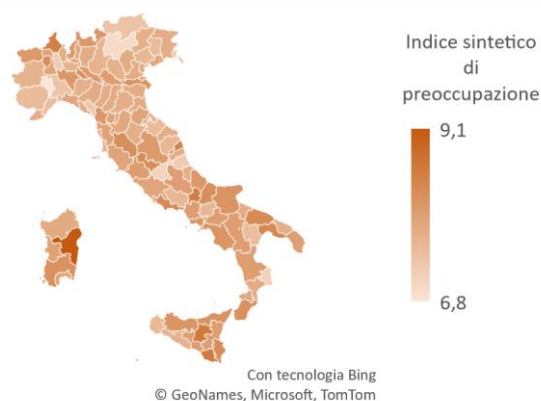 Indice sintetico
di
preoccupazione
9,1
6,8
Con tecnologia Bing
© GeoNames, Microsoft, TomTom